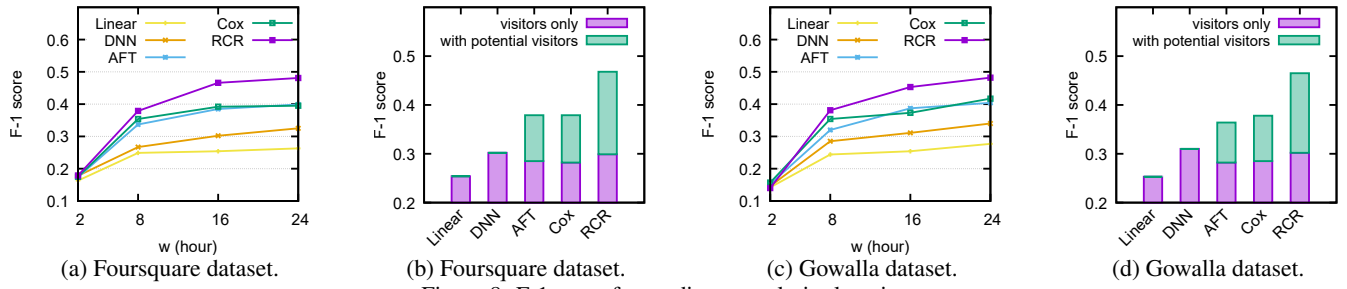 Linear
DNN
AFT
Cox
RCR
0.6
0.5
0.4
0.3
0.2
0.1
F-1 score
2 8 16 24
w (hour)
(a) Foursquare dataset.
visitors only
with potential visitors
0.5
0.4
0.3
0.2
F-1 score
Linear DNN AFT Cox RCR
(b) Foursquare dataset.
Linear
DNN
AFT
Cox
RCR
0.6
0.5
0.4
0.3
0.2
0.1
F-1 score
2 8 16 24
w (hour)
(c) Gowalla dataset.
visitors only
with potential visitors
0.5
0.4
0.3
0.2
F-1 score
Linear DNN AFT Cox RCR
(d) Gowalla dataset.